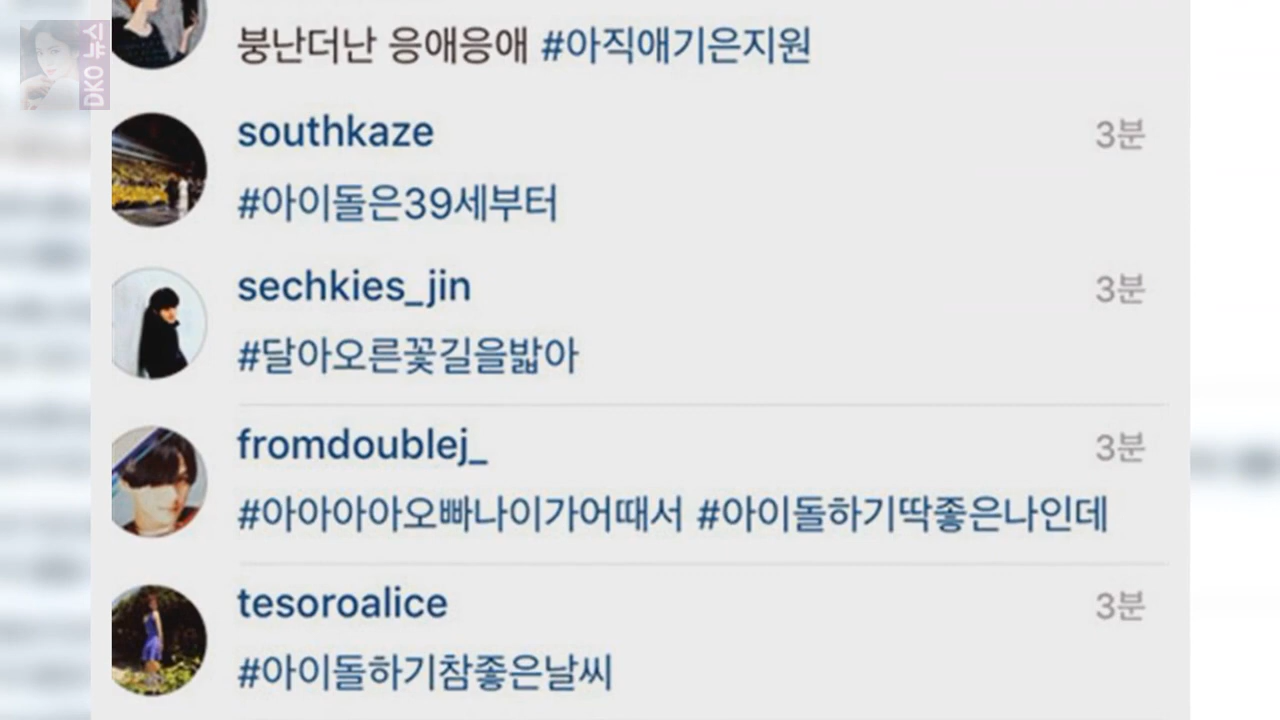 DKO 뉴스
붕난더난 응애응애 #아직애기은지원
southkaze 3분
#아이돌은39세부터
sechkies_jin 3분
#달아오른꽃길을밟아
fromdoublej_ 3분
#아아아아오빠나이가어때서 #아이돌하기딱좋은나인데
tesoroalice 3분
#아이돌하기참좋은날씨